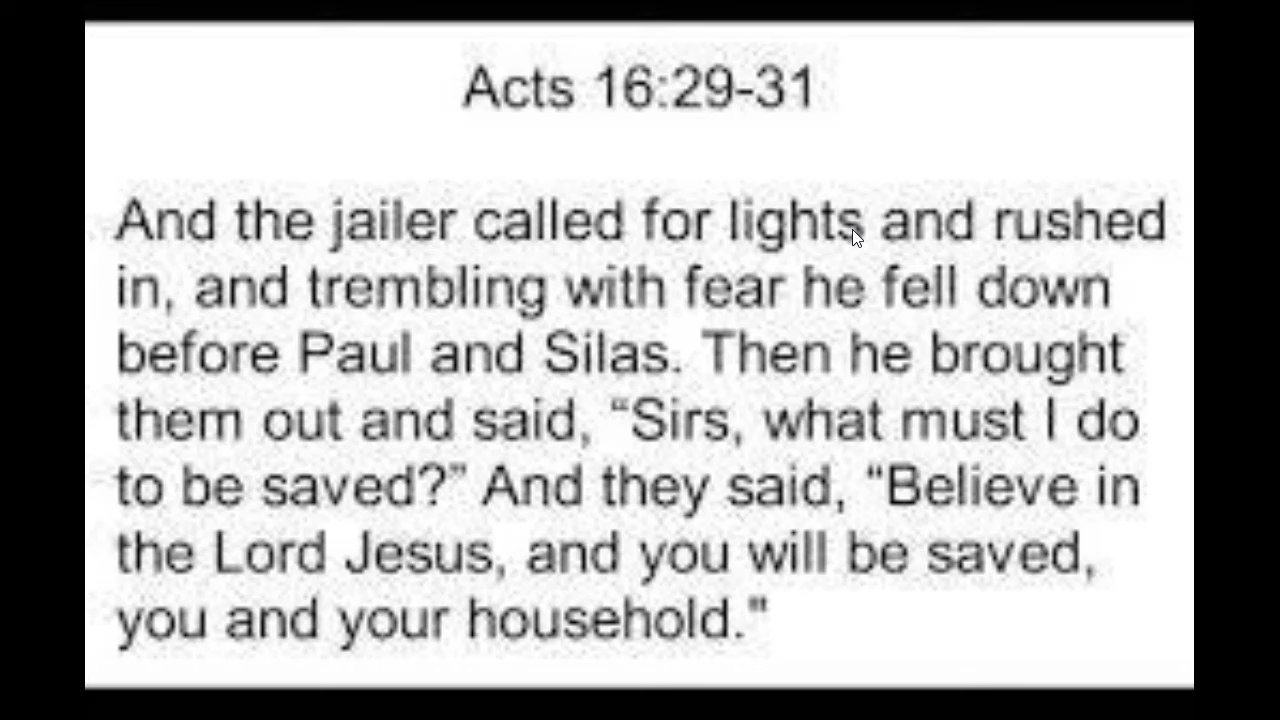 Acts 16:29-31
And the jailer called for lights and rushed
in, and trembling with fear he fell down
before Paul and Silas. Then he brought
them out and said, “Sirs, what must I do
to be saved?” And they said, “Believe in
the Lord Jesus, and you will be saved,
you and your household."